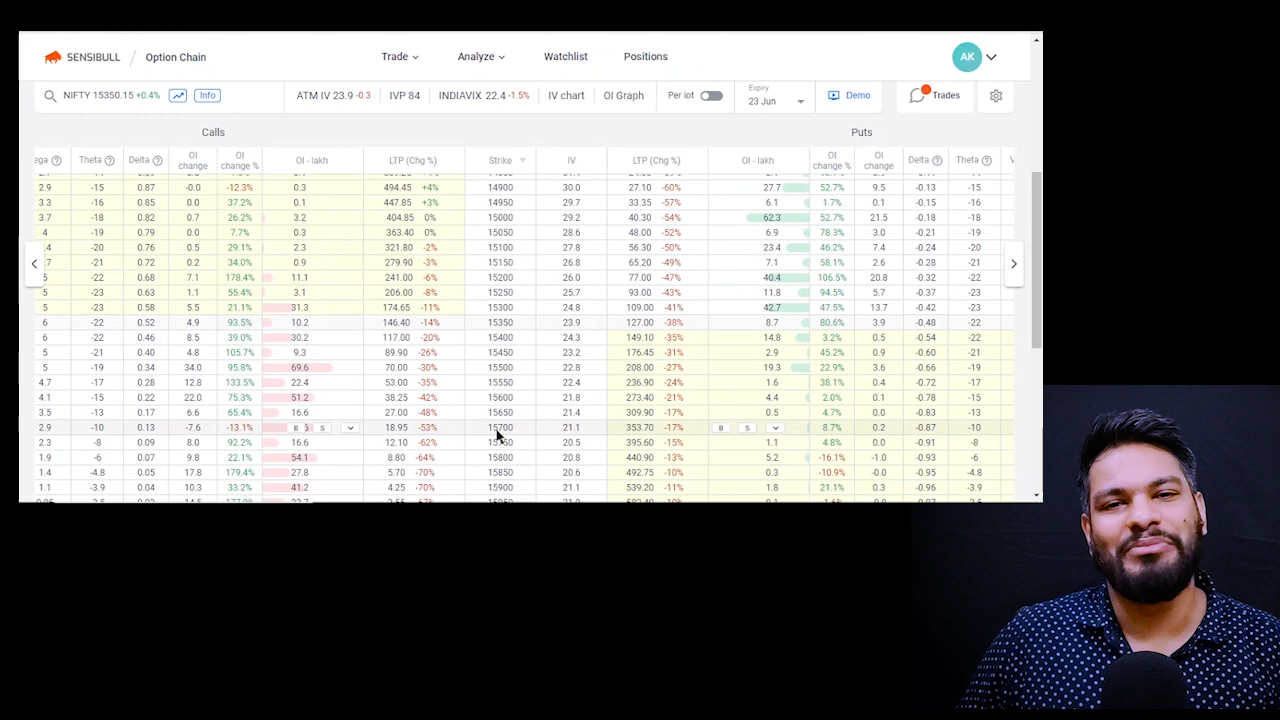 SENSIBULL / Option Chain Trade Analyze Watchlist Positions AK
NIFTY 15350.15 +0.4% Info ATM IV 23.9 -0.3 IVP 84 INDIAVIX 22.4 -1.5% IV chart OI Graph Per lot Expiry 23 Jun Demo Trades
Calls Puts
ega Theta Delta OI change OI change % OI - lakh LTP (Chg %) Strike IV LTP (Chg %) OI - lakh OI change % OI change Delta Theta V
2.9 -15 0.87 -0.0 -12.3% 0.3 494.45 +4% 14900 30.0 27.10 -60% 27.7 52.7% 9.5 -0.13 -15
3.3 -16 0.85 0.0 37.2% 0.1 447.85 +3% 14950 29.7 33.35 -57% 6.1 1.7% 0.1 -0.15 -16
3.7 -18 0.82 0.7 26.2% 3.2 404.85 0% 15000 29.2 40.30 -54% 62.3 52.7% 21.5 -0.18 -18
4 -19 0.79 0.0 0.7% 0.3 363.40 0% 15050 28.6 48.00 -52% 6.9 78.3% 3.0 -0.21 -19
.4 -20 0.76 0.5 29.1% 2.3 321.80 -2% 15100 27.8 56.30 -50% 23.4 46.2% 7.4 -0.24 -20
.7 -21 0.72 0.2 34.0% 0.9 279.90 -3% 15150 26.8 65.20 -49% 7.1 58.1% 2.6 -0.28 -21
5 -22 0.68 7.1 178.4% 11.1 241.00 -6% 15200 26.0 77.00 -47% 40.4 106.5% 20.8 -0.32 -22
5 -23 0.63 1.1 55.4% 3.1 206.00 -8% 15250 25.7 93.00 -43% 11.8 94.5% 5.7 -0.37 -23
5 -23 0.58 5.5 21.1% 31.3 174.65 -11% 15300 24.8 109.00 -41% 42.7 47.5% 13.7 -0.42 -23
6 -22 0.52 4.9 93.5% 10.2 146.40 -14% 15350 23.9 127.00 -38% 8.7 80.6% 3.9 -0.48 -22
6 -22 0.46 8.5 39.0% 30.2 117.00 -20% 15400 24.3 149.10 -35% 14.8 3.2% 0.5 -0.54 -22
5 -21 0.40 4.8 105.7% 9.3 89.90 -26% 15450 23.2 176.45 -31% 2.9 45.2% 0.9 -0.60 -21
5 -19 0.34 34.0 95.8% 69.6 70.00 -30% 15500 22.8 208.00 -27% 19.3 22.9% 3.6 -0.66 -19
4.7 -17 0.28 12.8 133.5% 22.4 53.00 -35% 15550 22.4 236.90 -24% 1.6 38.1% 0.4 -0.72 -17
4.1 -15 0.22 22.0 75.3% 51.2 38.25 -42% 15600 21.8 273.40 -21% 4.4 2.0% 0.1 -0.78 -15
3.5 -13 0.17 6.6 65.4% 16.6 27.00 -48% 15650 21.4 309.90 -17% 0.5 4.7% 0.0 -0.83 -13
2.9 -10 0.13 -7.6 -13.1% B S 18.95 -53% 15700 21.1 353.70 -17% B S 8.7% 0.2 -0.87 -10
2.3 -8 0.09 8.0 92.2% 16.6 12.10 -62% 20.5 395.60 -15% 1.1 4.8% 0.0 -0.91 -8
1.9 -6 0.07 9.8 22.1% 54.1 8.80 -64% 15800 20.8 440.90 -13% 5.2 -16.1% -1.0 -0.93 -6
1.4 -4.8 0.05 17.8 179.4% 27.8 5.70 -70% 15850 20.6 492.75 -10% 0.3 -10.9% -0.0 -0.95 -4.8
1.1 -3.9 0.04 10.3 33.2% 41.2 4.25 -70% 15900 21.0 539.20 -11% 1.8 21.1% 0.3 -0.96 -3.9